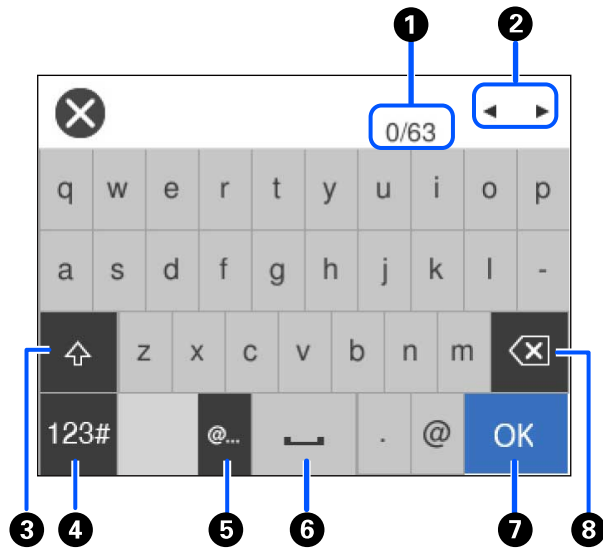 1 2
0/63
q w e r t y u i o p
a s d f g h j k l -
z x c v b n m
123# @... . @ OK
3 4 5 6 7 8